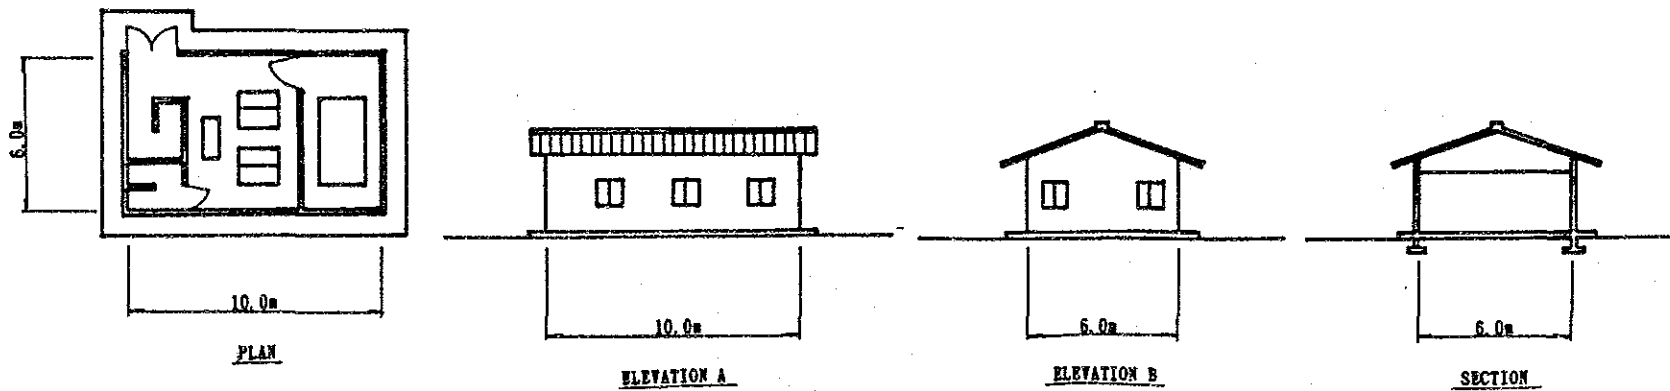 6.0m
10.0m
PLAN
10.0m
ELEVATION A
6.0m
ELEVATION B
6.0m
SECTION